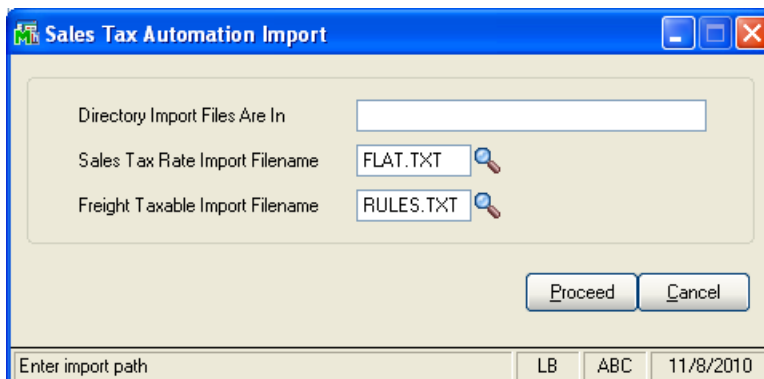 Sales Tax Automation Import
Directory Import Files Are In
Sales Tax Rate Import Filename FLAT.TXT
Freight Taxable Import Filename RULES.TXT
Proceed Cancel
Enter import path LB ABC 11/8/2010